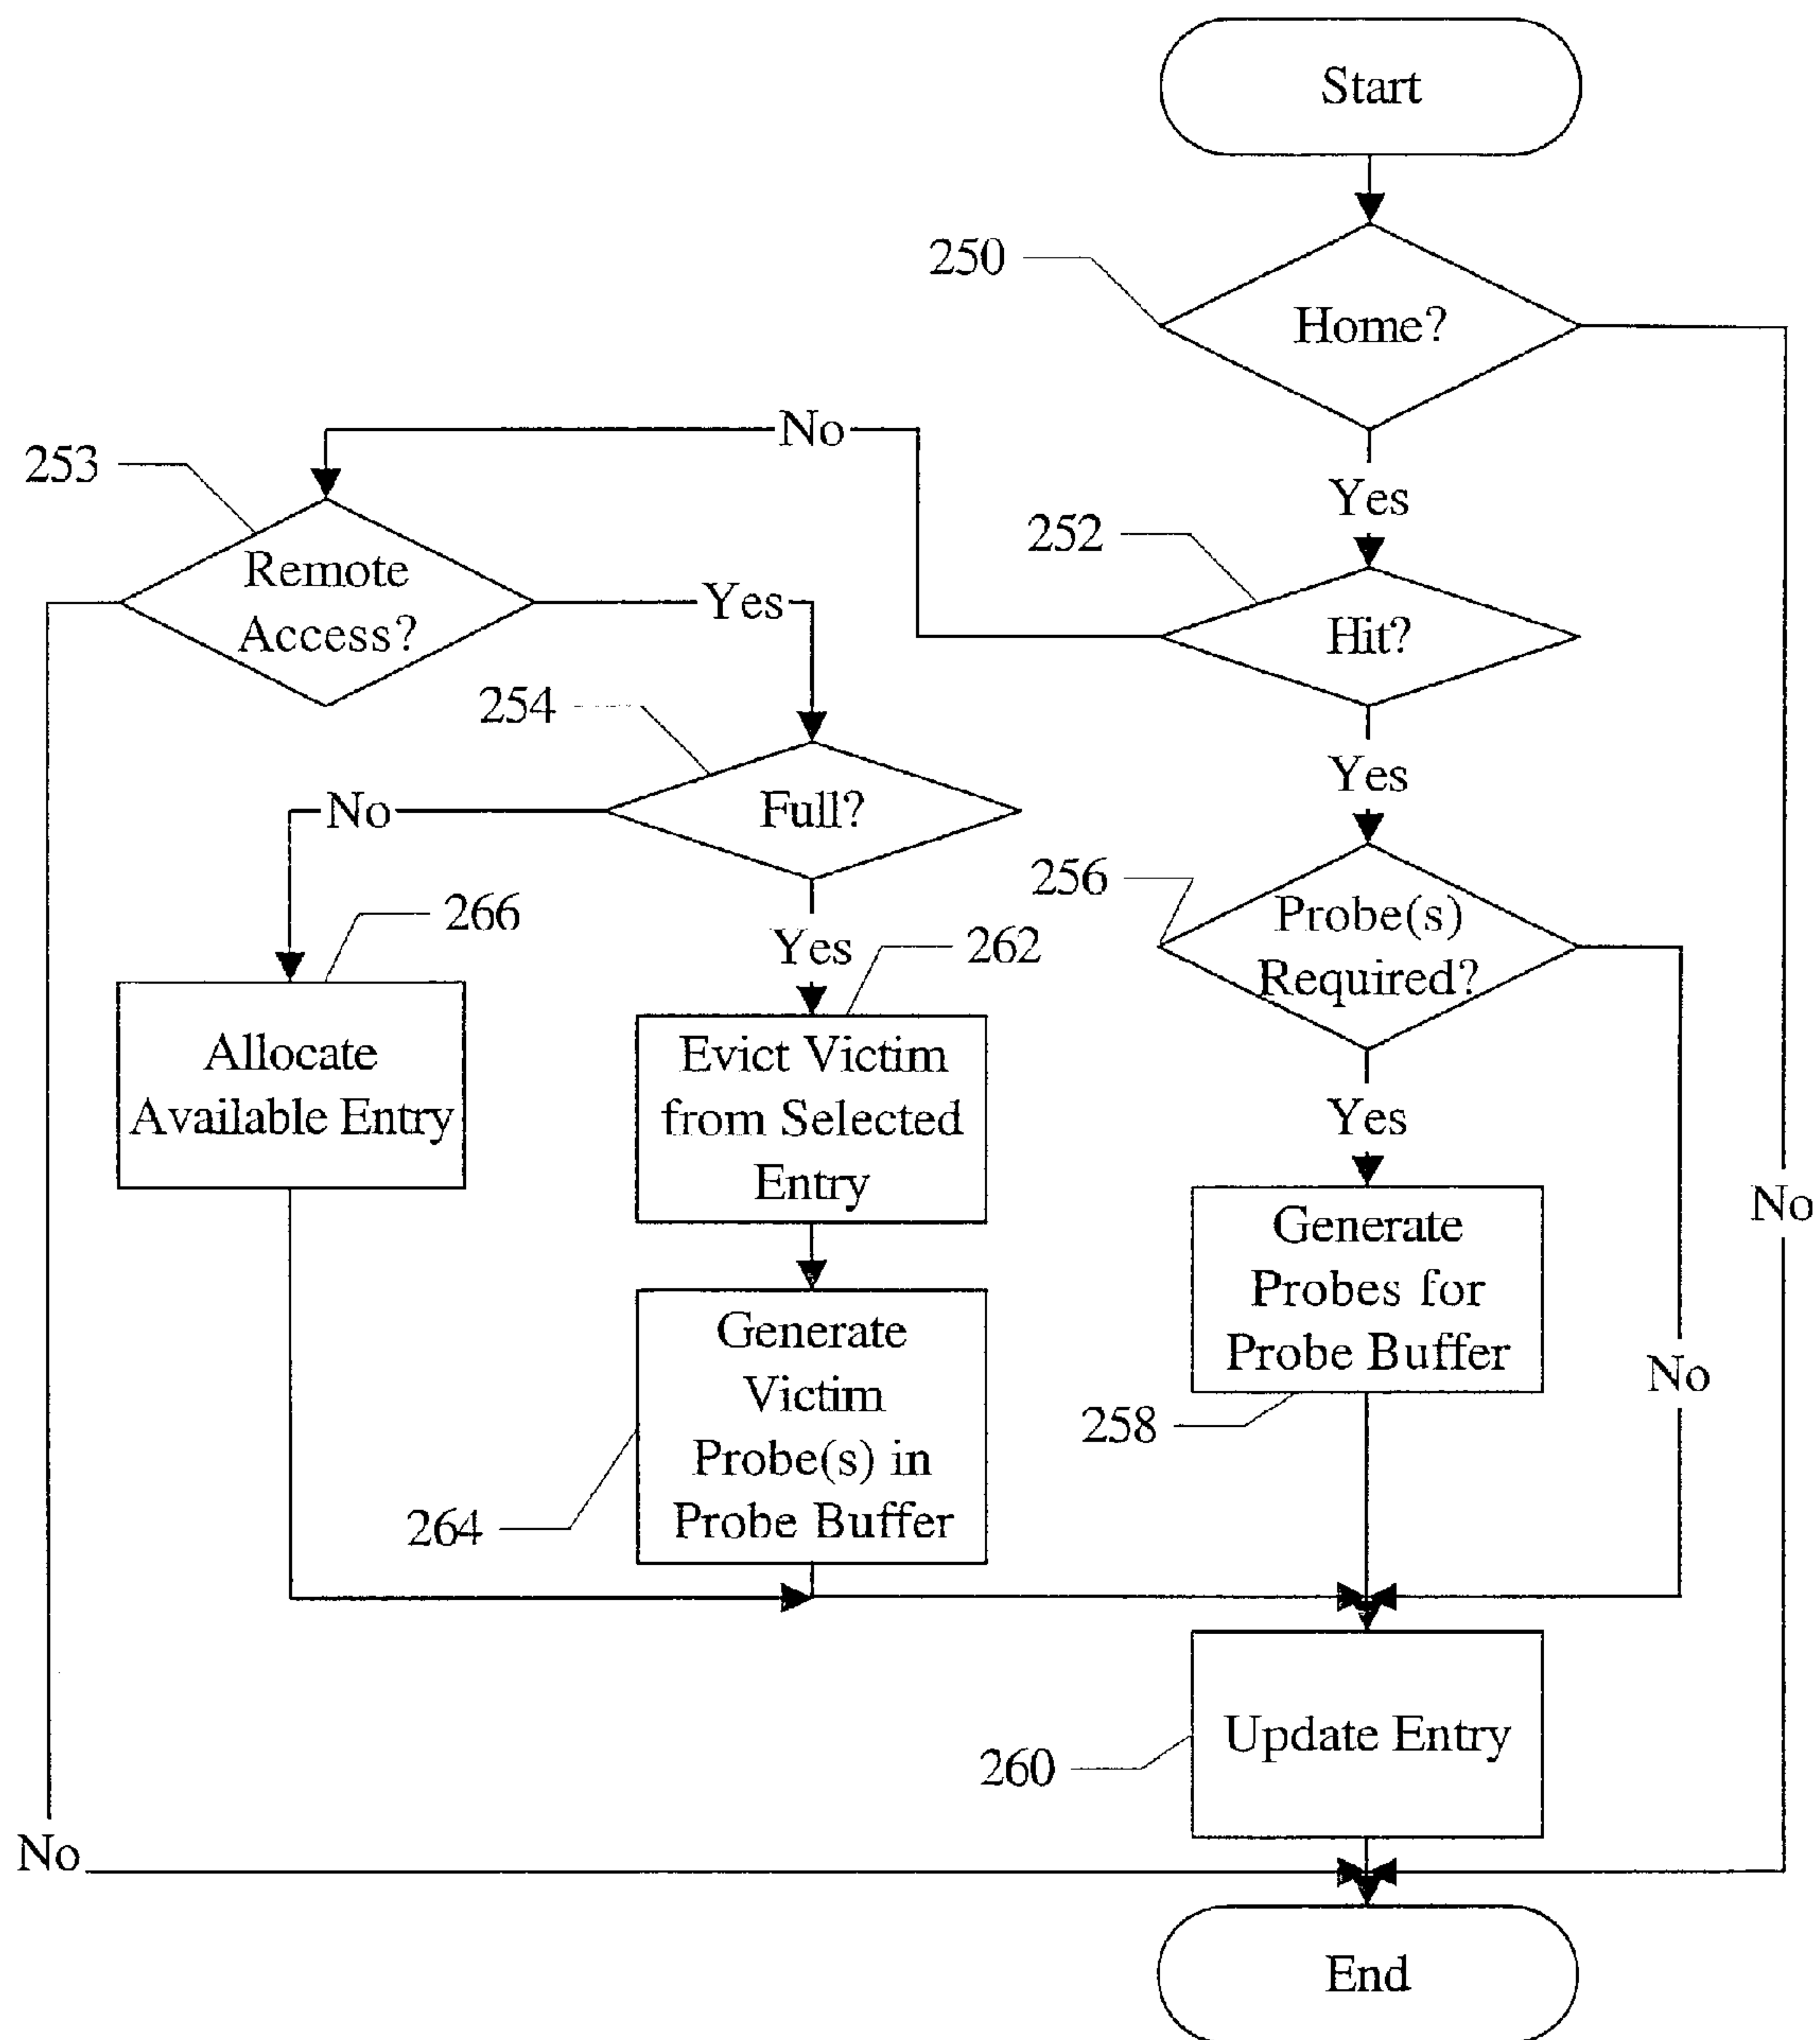 Start
250
Home?
No
253
Yes
252
Remote
Access?
Yes
Hit?
254
Yes
No
Full?
256
Probe(s)
Required?
266
Yes
262
Allocate
Available Entry
Evict Victim
from Selected
Entry
Yes
No
Generate
Probes for
Probe Buffer
Generate
Victim
Probe(s) in
Probe Buffer
No
258
264
Update Entry
260
No
End